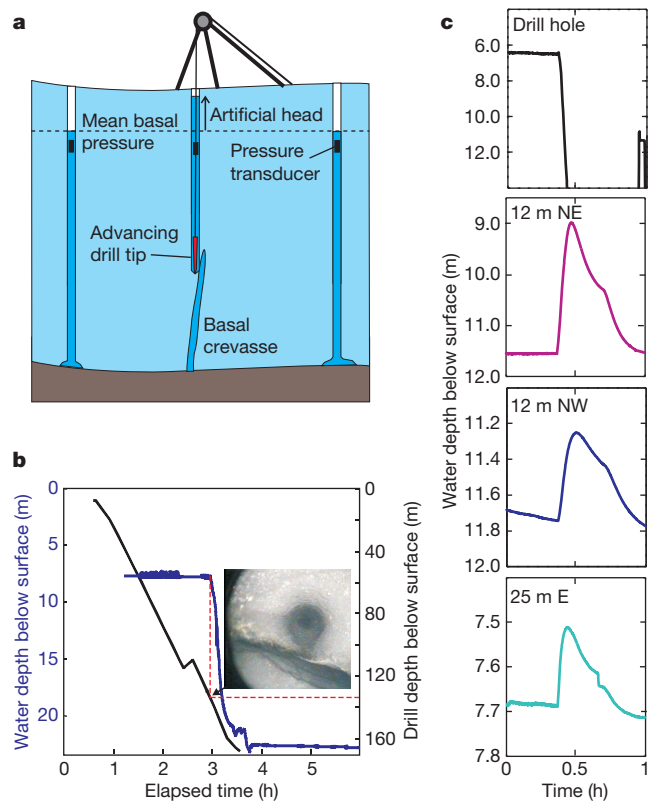 a
Mean basal
pressure
Artificial head
Pressure
transducer
Advancing
drill tip
Basal
crevasse
b
Water depth below surface (m)
0
5
10
15
20
0
40
80
120
160
Drill depth below surface (m)
0 1 2 3 4 5
Elapsed time (h)
c
Drill hole
6.0
8.0
10.0
12.0
Water depth below surface (m)
12 m NE
9.0
10.0
11.0
12.0
12 m NW
11.2
11.4
11.6
11.8
12.0
25 m E
7.5
7.6
7.7
7.8
0 0.5 1
Time (h)